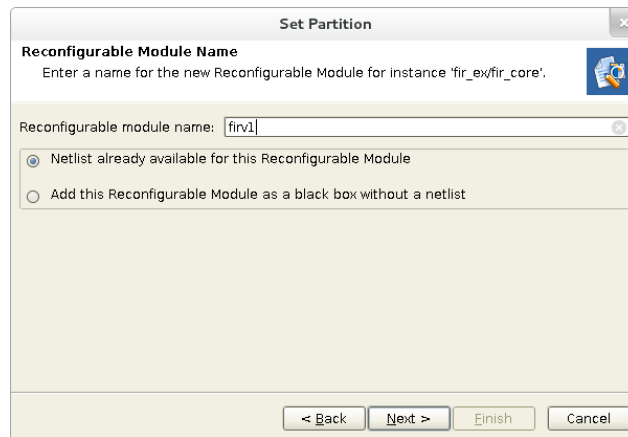 Set Partition
Reconfigurable Module Name
Enter a name for the new Reconfigurable Module for instance 'fir_ex/fir_core'.
Reconfigurable module name: firv1
Netlist already available for this Reconfigurable Module
Add this Reconfigurable Module as a black box without a netlist
< Back Next > Finish Cancel